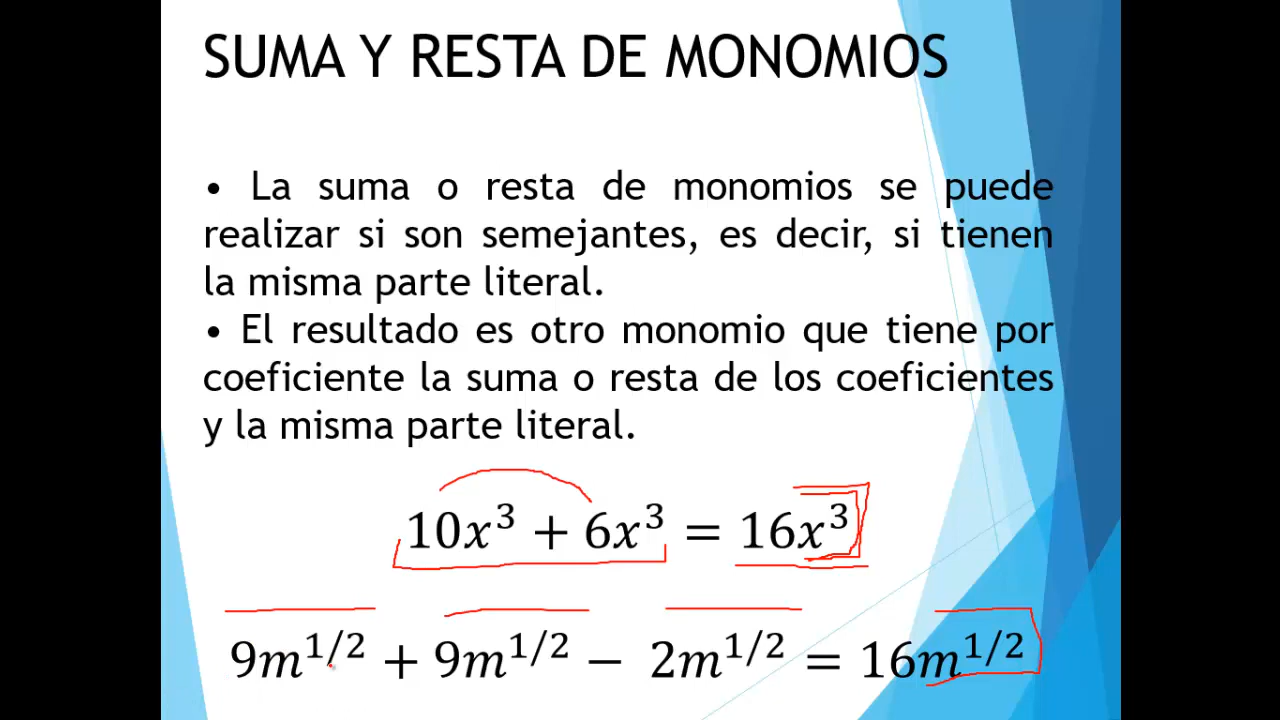 SUMA Y RESTA DE MONOMIOS
• La suma o resta de monomios se puede
realizar si son semejantes, es decir, si tienen
la misma parte literal.
• El resultado es otro monomio que tiene por
coeficiente la suma o resta de los coeficientes
y la misma parte literal.
10x³ + 6x³ = 16x³
9m^{1/2} + 9m^{1/2} − 2m^{1/2} = 16m^{1/2}